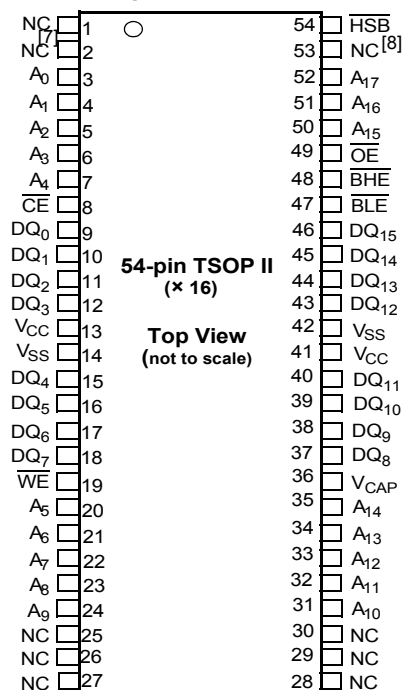 NC 1 54 HSB
[7] NC 2 53 NC [8]
A0 3 52 A17
A1 4 51 A16
A2 5 50 A15
A3 6 49 OE
A4 7 48 BHE
CE 8 47 BLE
DQ0 9 46 DQ15
DQ1 10 45 DQ14
54-pin TSOP II
DQ2 11 44 DQ13
(× 16)
DQ3 12 43 DQ12
VCC 13 42 VSS
Top View
VSS 14 41 VCC
(not to scale)
DQ4 15 40 DQ11
DQ5 16 39 DQ10
DQ6 17 38 DQ9
DQ7 18 37 DQ8
WE 19 36 VCAP
A5 20 35 A14
A6 21 34 A13
A7 22 33 A12
A8 23 32 A11
A9 24 31 A10
NC 25 30 NC
NC 26 29 NC
NC 27 28 NC